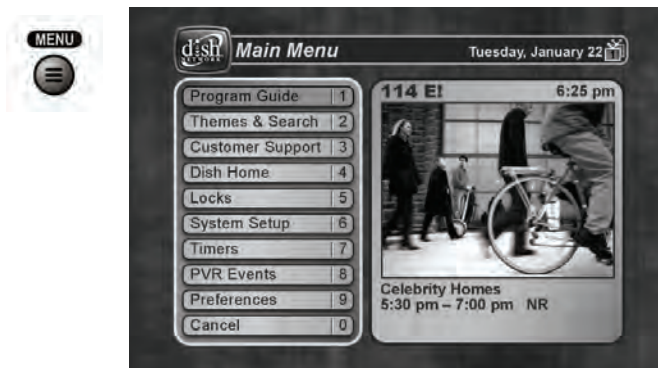 MENU
dish
NETWORK
Main Menu
Tuesday, January 22
Program Guide 1
Themes & Search 2
Customer Support 3
Dish Home 4
Locks 5
System Setup 6
Timers 7
PVR Events 8
Preferences 9
Cancel 0
114 E! 6:25 pm
Celebrity Homes
5:30 pm – 7:00 pm NR